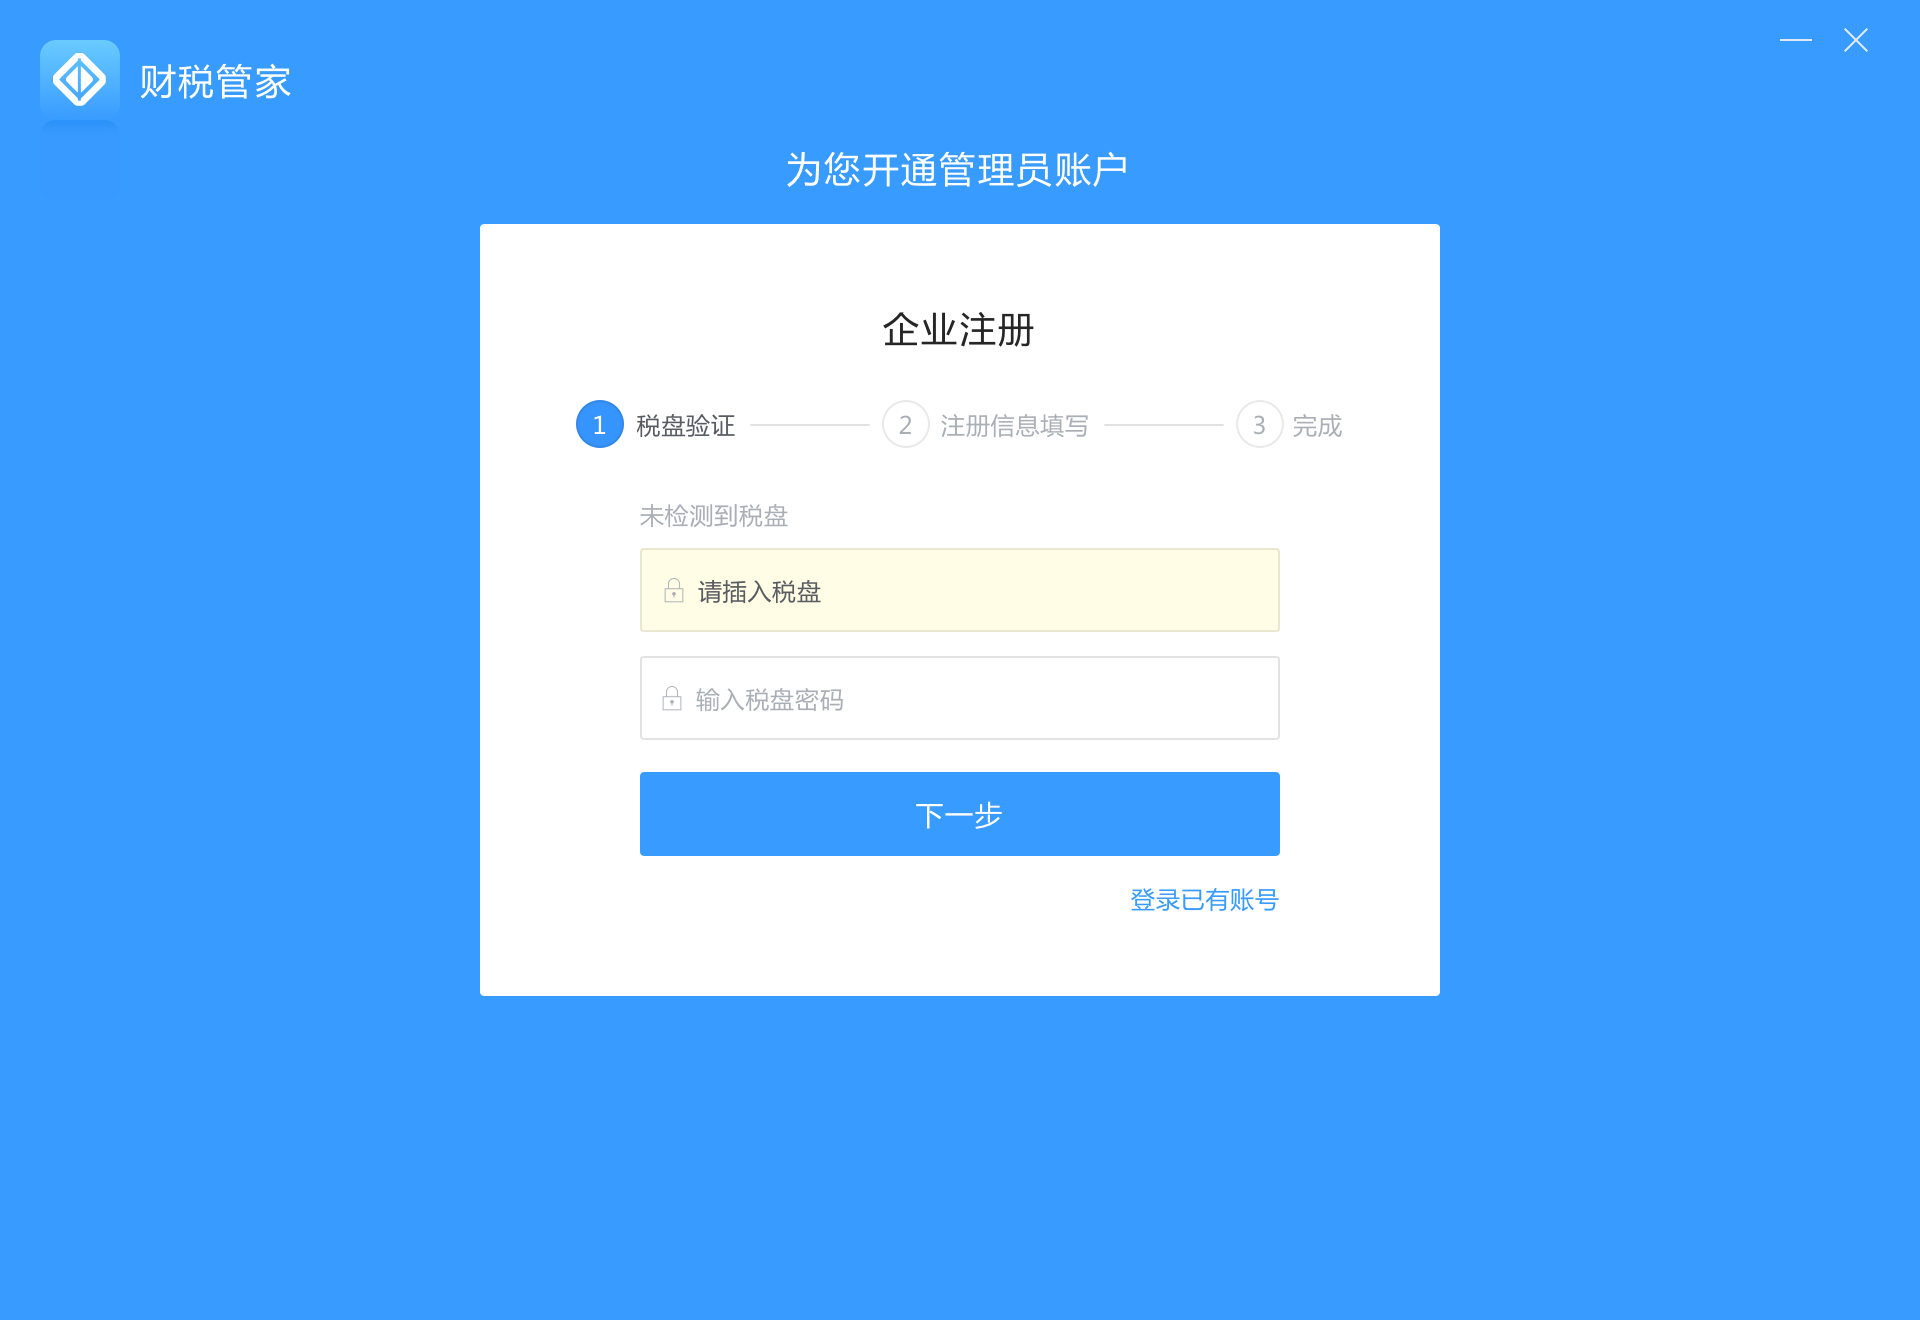 财税管家
为您开通管理员账户
企业注册
1 税盘验证 2 注册信息填写 3 完成
未检测到税盘
请插入税盘
输入税盘密码
下一步
登录已有账号